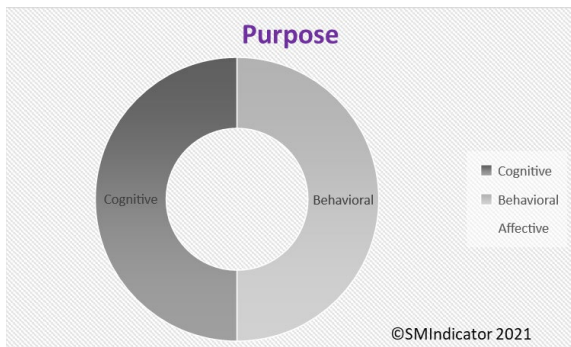 Purpose
Cognitive
Behavioral
Cognitive
Behavioral
Affective
©SMIndicator 2021